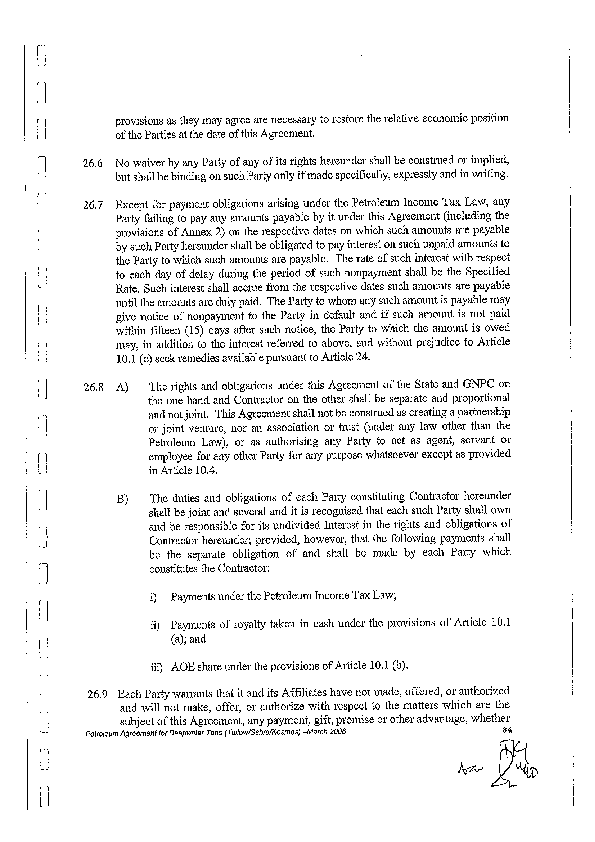 provisions as they may agree are necessary to restore the relative economic position
of the Parties at the date of this Agreement.
26.6 No waiver by any Party of any of its rights hereunder shall be construed or implied,
but shall be binding on such Party only if made specifically, expressly and in writing.
26.7 Except for payment obligations arising under the Petroleum Income Tax Law, any
Party failing to pay any amounts payable by it under this Agreement (including the
provisions of Annex 2) on the respective dates on which such amounts are payable
by such Party hereunder shall be obligated to pay interest on such unpaid amounts to
the Party to which such amounts are payable. The rate of such interest with respect
to each day of delay during the period of such nonpayment shall be the Specified
Rate. Such interest shall accrue from the respective dates such amounts are payable
until the amounts are duly paid. The Party to whom any such amount is payable may
give notice of nonpayment to the Party in default and if such amount is not paid
within fifteen (15) days after such notice, the Party to which the amount is owed
may, in addition to the interest referred to above, and without prejudice to Article
10.1 (c) seek remedies available pursuant to Article 24.
26.8 A) The rights and obligations under this Agreement of the State and GNPC on
the one hand and Contractor on the other shall be separate and proportional
and not joint. This Agreement shall not be construed as creating a partnership
or joint venture, nor an association or trust (under any law other than the
Petroleum Law), or as authorising any Party to act as agent, servant or
employee for any other Party for any purpose whatsoever except as provided
in Article 10.4.
B) The duties and obligations of each Party constituting Contractor hereunder
shall be joint and several and it is recognised that each such Party shall own
and be responsible for its undivided Interest in the rights and obligations of
Contractor hereunder; provided, however, that the following payments shall
be the separate obligation of and shall be made by each Party which
constitutes the Contractor:
i) Payments under the Petroleum Income Tax Law;
ii) Payments of royalty taken in cash under the provisions of Article 10.1
(a); and
iii) AOE share under the provisions of Article 10.1 (b).
26.9 Each Party warrants that it and its Affiliates have not made, offered, or authorized
and will not make, offer, or authorize with respect to the matters which are the
subject of this Agreement, any payment, gift, promise or other advantage, whether
Petroleum Agreement for Deepwater Tano (Tullow/Sabre/Kosmos) –March 2006